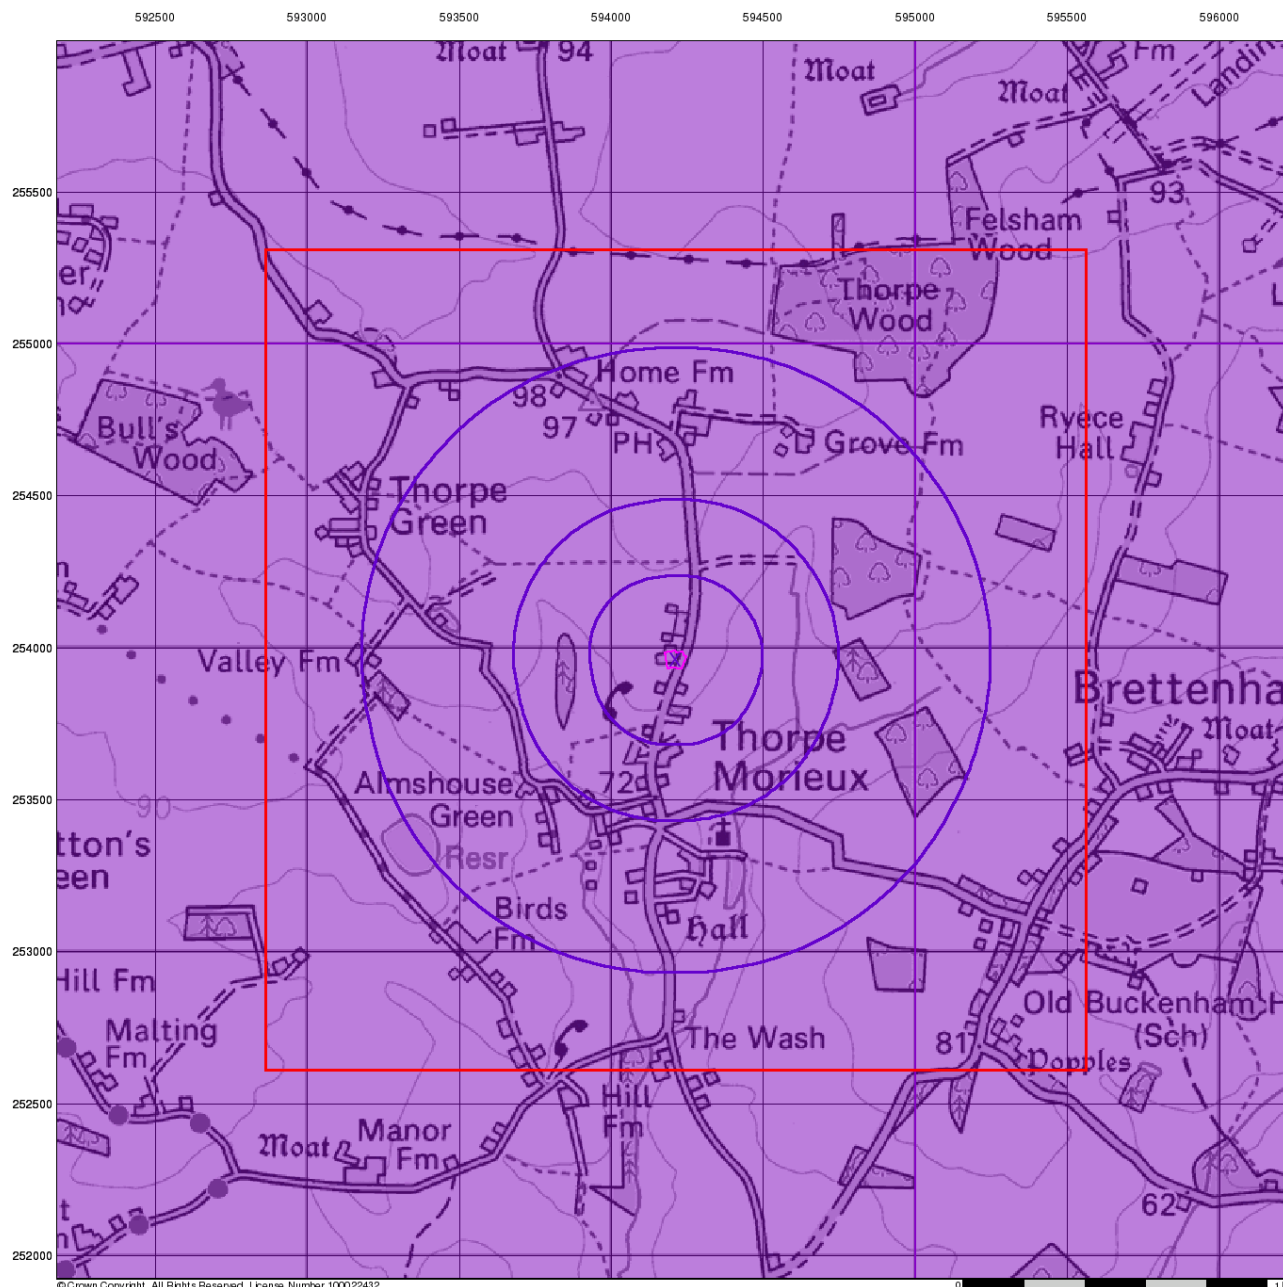 592500 593000 593500 594000 594500 595000 595500 596000
Moat
94
Moat
Moat
Fm
Landin
255500
93
Felsham
Wood
er
Thorpe
Wood
255000
Home Fm
98
97
PH
Grove Fm
Ryece
Hall
Bull's
Wood
254500
Thorpe
Green
n
254000
Valley Fm
Brettenha
Moat
Thorpe
Morieux
72
Almshouse
Green
253500
90
tton's
een
Resr
Birds
Fm
Hall
253000
Hill Fm
Malting
Fm
Old Buckenham H
(Sch)
The Wash
81
Popples
252500
Hill
Fm
Moat
Manor
Fm
62
t
n
252000
© Crown Copyright. All Rights Reserved. License Number 100022432
0
1